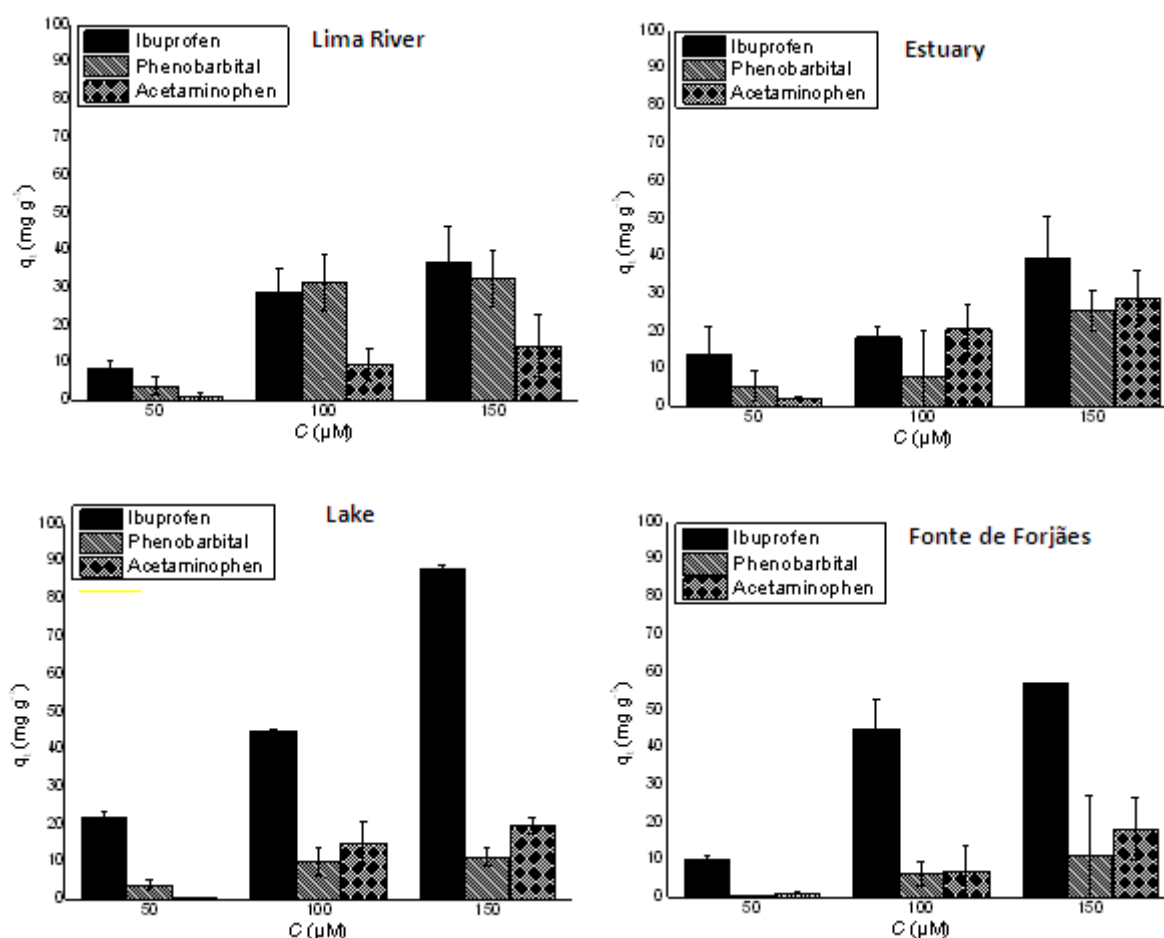 Lima River
Ibuprofen
Phenobarbital
Acetaminophen
100
90
80
70
60
50
40
30
20
10
0
qₜ (mg g⁻¹)
50 100 150
C (µM)
Estuary
Ibuprofen
Phenobarbital
Acetaminophen
100
90
80
70
60
50
40
30
20
10
0
qₜ (mg g⁻¹)
50 100 150
C (µM)
Lake
Ibuprofen
Phenobarbital
Acetaminophen
100
90
80
70
60
50
40
30
20
10
0
qₜ (mg g⁻¹)
50 100 150
C (µM)
Fonte de Forjães
Ibuprofen
Phenobarbital
Acetaminophen
100
90
80
70
60
50
40
30
20
10
0
qₜ (mg g⁻¹)
50 100 150
C (µM)